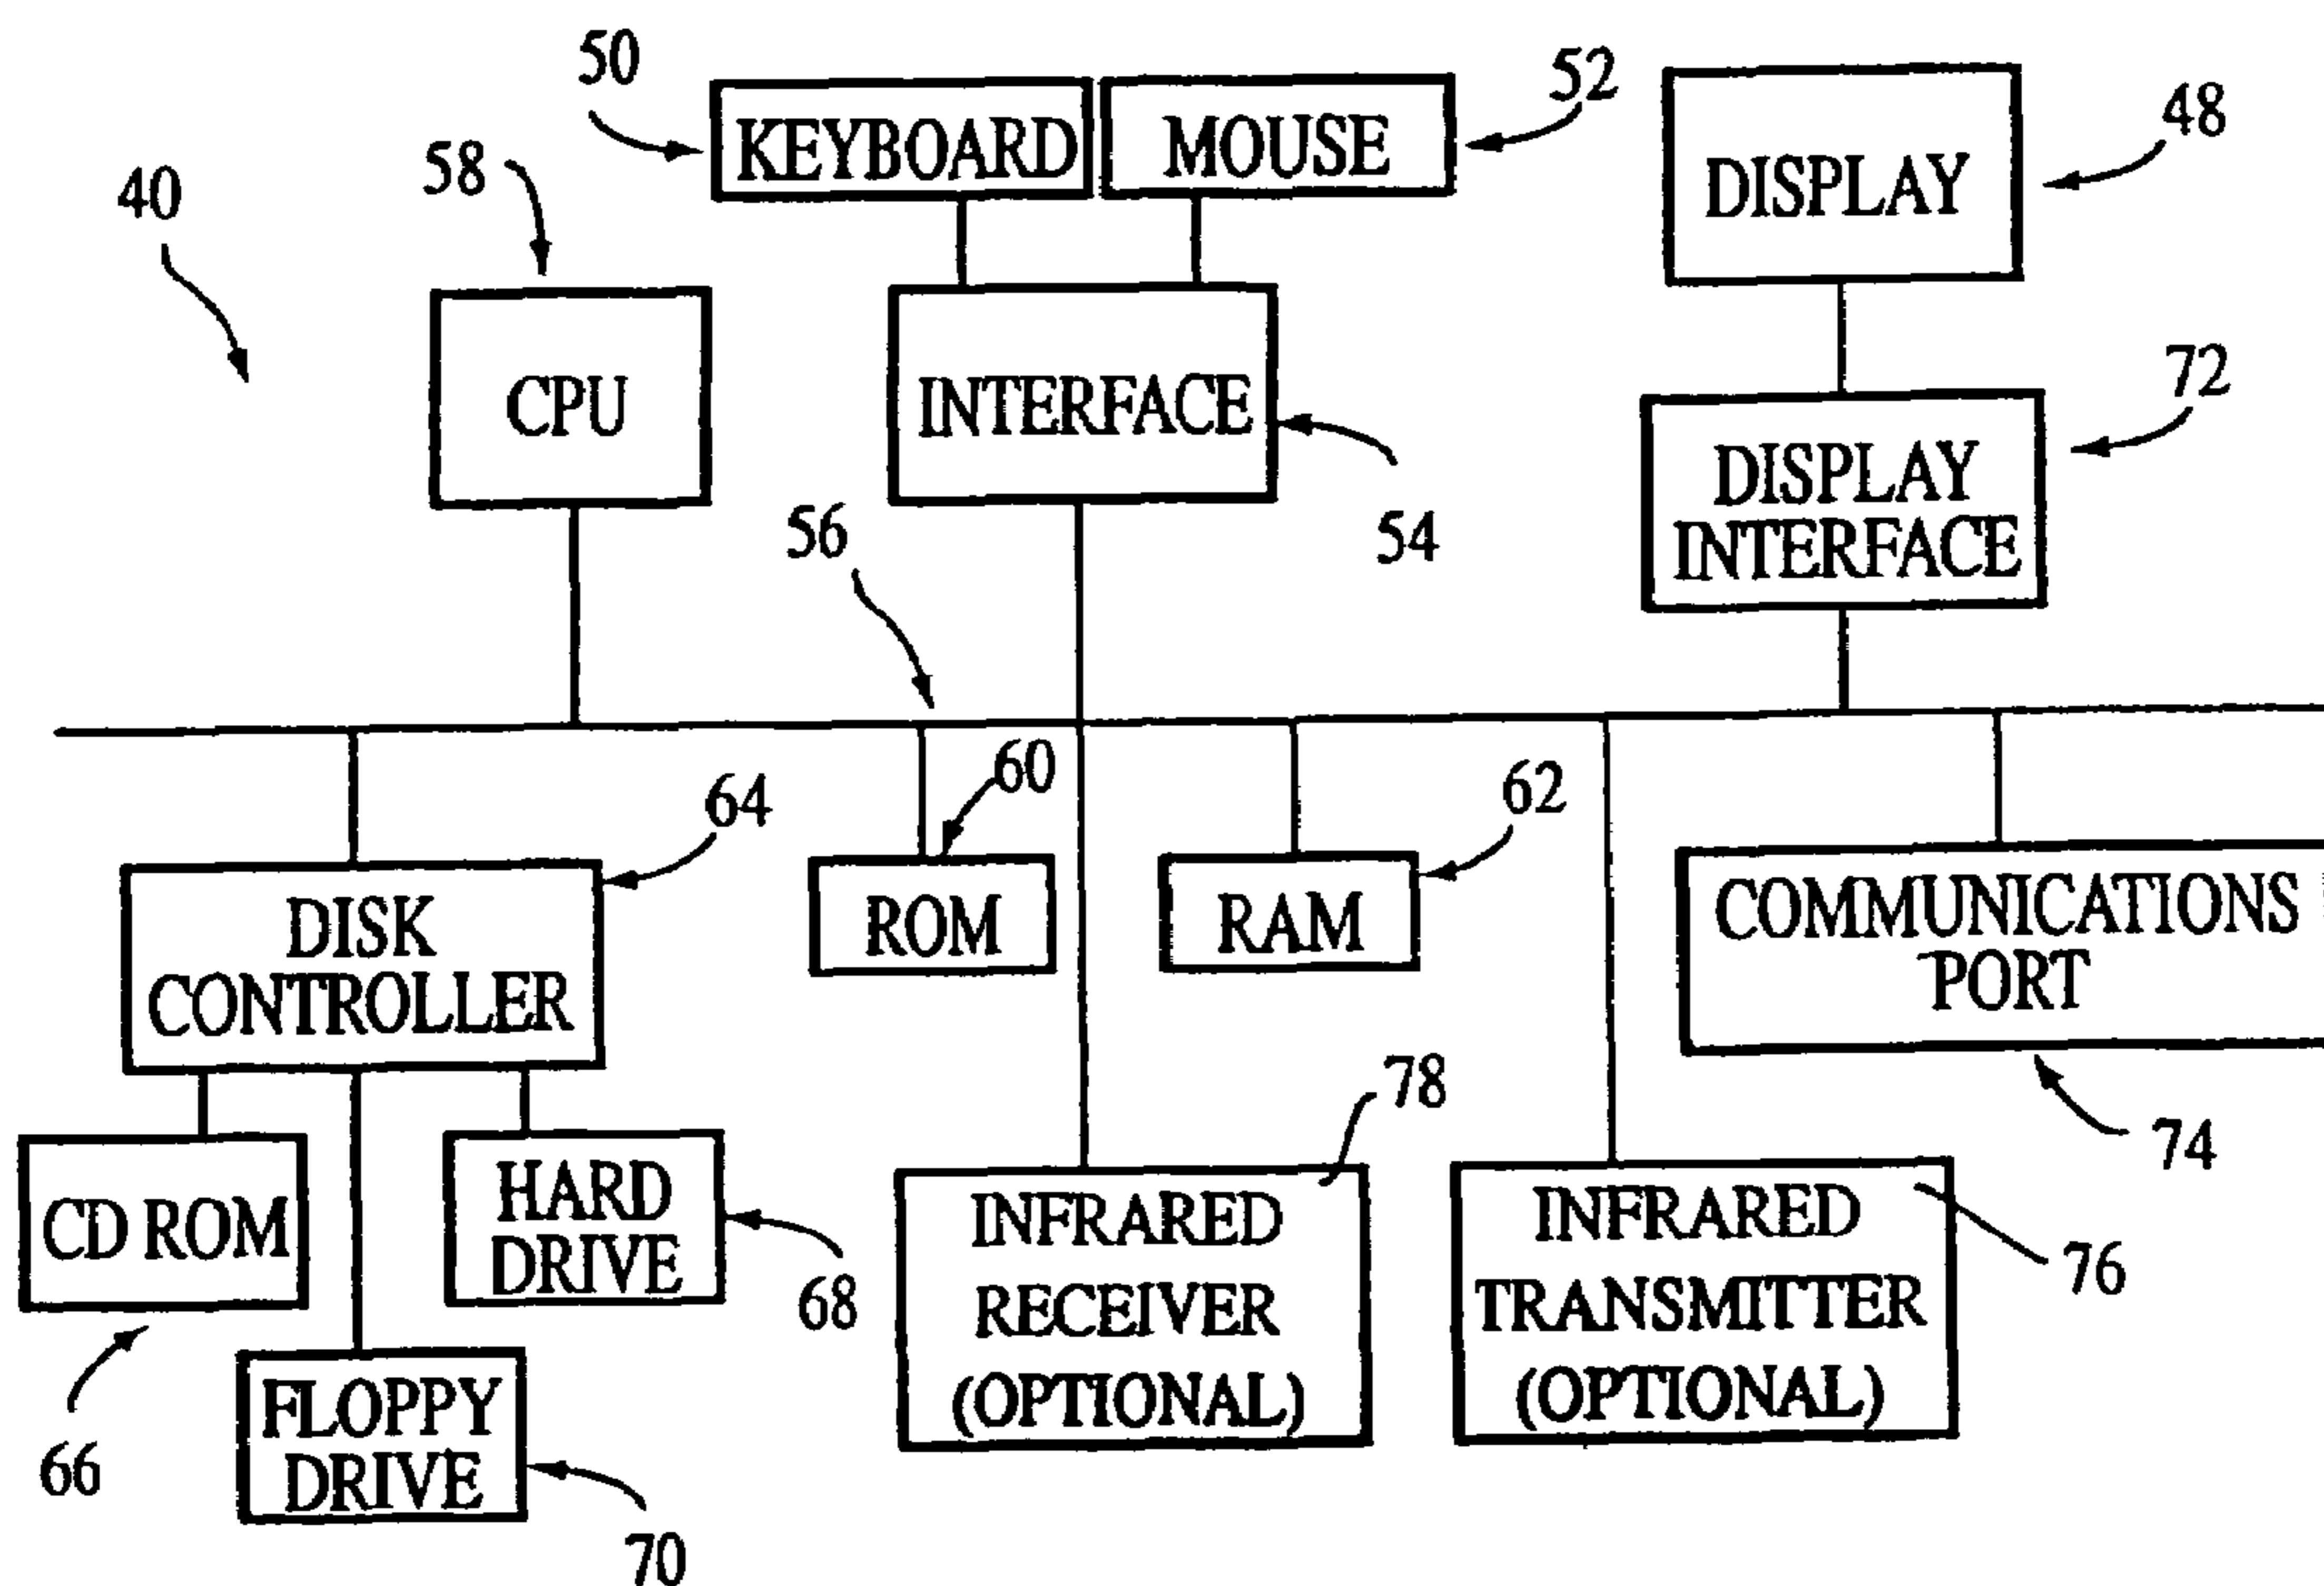 50
KEYBOARD
MOUSE
52
DISPLAY
48
40
58
CPU
INTERFACE
54
DISPLAY
INTERFACE
72
56
64
DISK
CONTROLLER
60
ROM
62
RAM
COMMUNICATIONS
PORT
74
CD ROM
66
HARD
DRIVE
68
FLOPPY
DRIVE
70
78
INFRARED
RECEIVER
(OPTIONAL)
INFRARED
TRANSMITTER
(OPTIONAL)
76